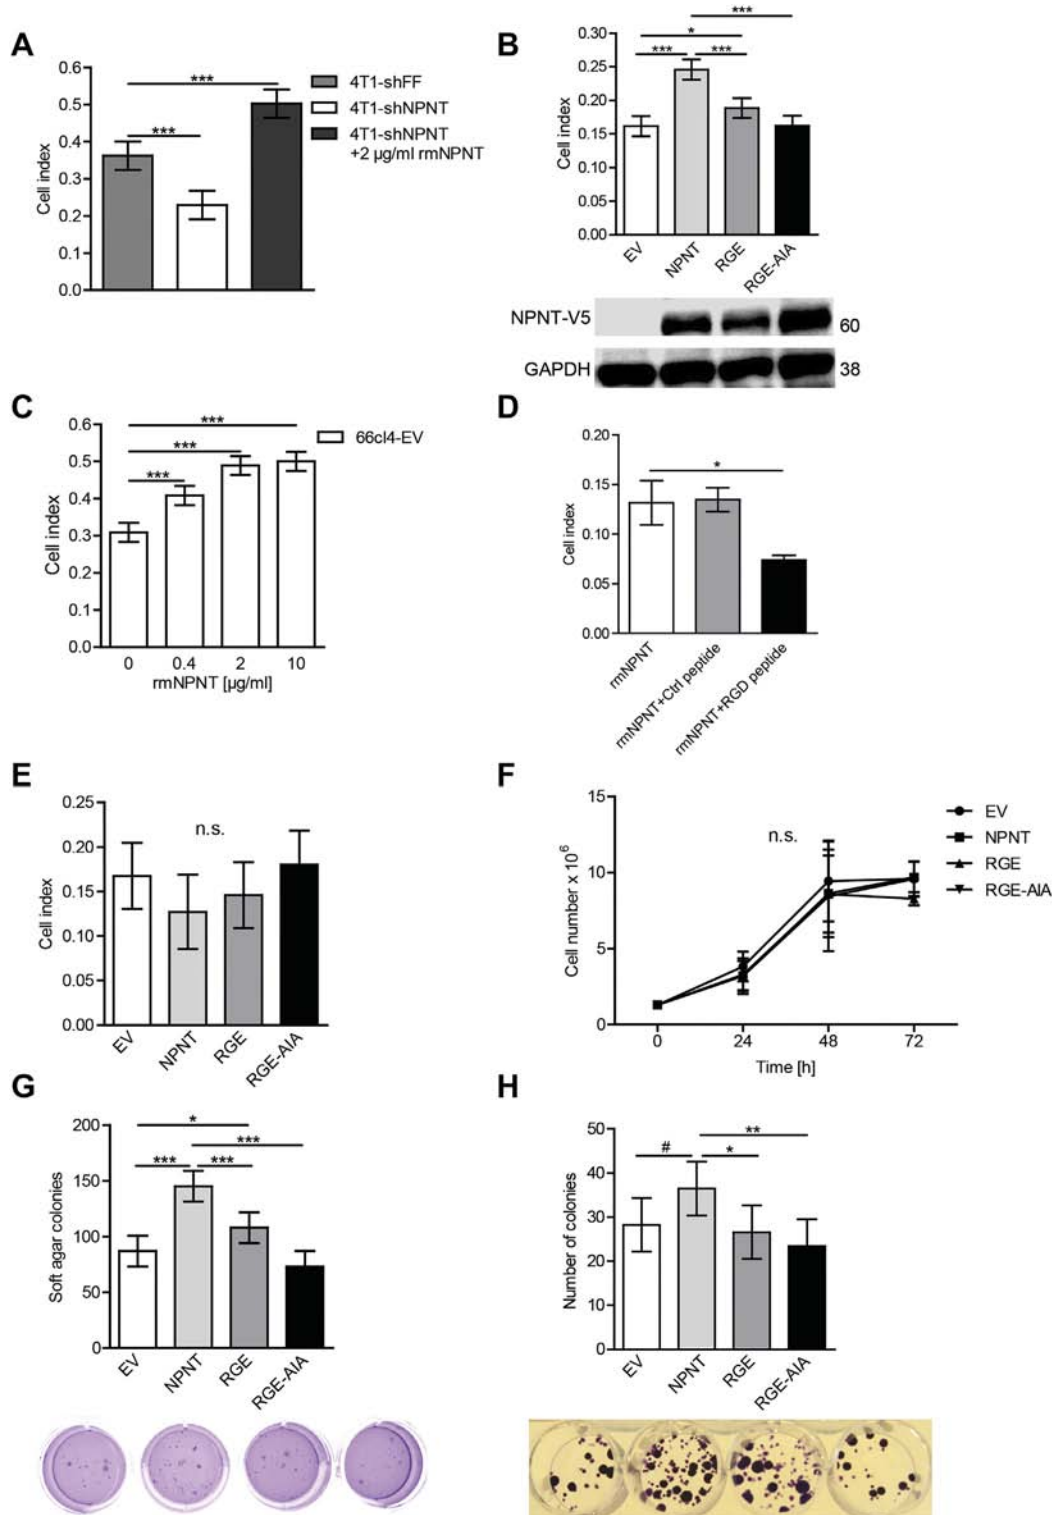 A
0.6
0.5
0.4
0.3
0.2
0.1
0.0
Cell index
***
***
4T1-shFF
4T1-shNPNT
4T1-shNPNT
+2 µg/ml rmNPNT
B
0.30
0.25
0.20
0.15
0.10
0.05
0.00
Cell index
***
*
*** ***
EV NPNT RGE RGE-AIA
NPNT-V5 60
GAPDH 38
C
0.6
0.5
0.4
0.3
0.2
0.1
0.0
Cell index
***
***
***
66cl4-EV
0 0.4 2 10
rmNPNT [µg/ml]
D
0.20
0.15
0.10
0.05
0.00
Cell index
*
rmNPNT
rmNPNT+Ctrl peptide
rmNPNT+RGD peptide
E
0.25
0.20
0.15
0.10
0.05
0.00
Cell index
n.s.
EV NPNT RGE RGE-AIA
F
15
10
5
0
Cell number x 10⁶
n.s.
EV
NPNT
RGE
RGE-AIA
0 24 48 72
Time [h]
G
200
150
100
50
0
Soft agar colonies
*
***
*** ***
EV NPNT RGE RGE-AIA
H
50
40
30
20
10
0
Number of colonies
**
# *
EV NPNT RGE RGE-AIA